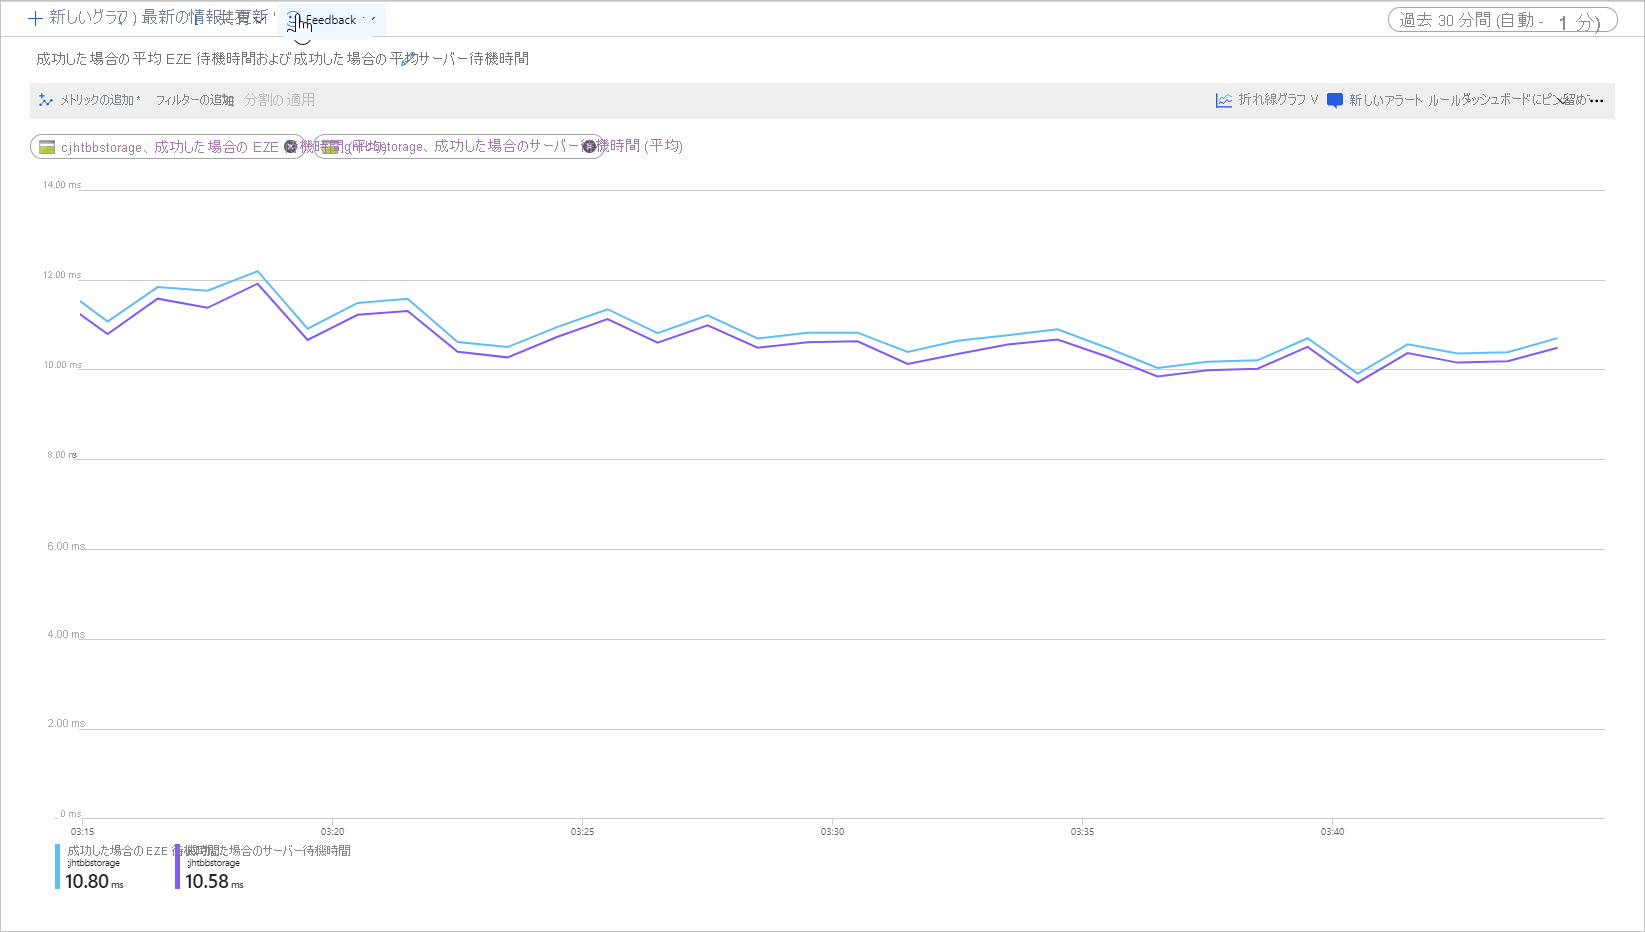 新しいグラフ 最新の情報に更新 共有 Feedback 過去 30 分間 (自動 - 1 分)
成功した場合の平均 EZE 待機時間および成功した場合の平均サーバー待機時間
メトリックの追加 フィルターの追加 分割の適用 折れ線グラフ 新しいアラート ルール ダッシュボードにピン留め
cjhtbbstorage、成功した場合の EZE 待機時間 (平均) storage、成功した場合のサーバー待機時間 (平均)
14.00 ms
12.00 ms
10.00 ms
8.00 ms
6.00 ms
4.00 ms
2.00 ms
0 ms
03:15 03:20 03:25 03:30 03:35 03:40
成功した場合の EZE 待機時間 成功した場合のサーバー待機時間
jhtbbstorage jhtbbstorage
10.80 ms 10.58 ms